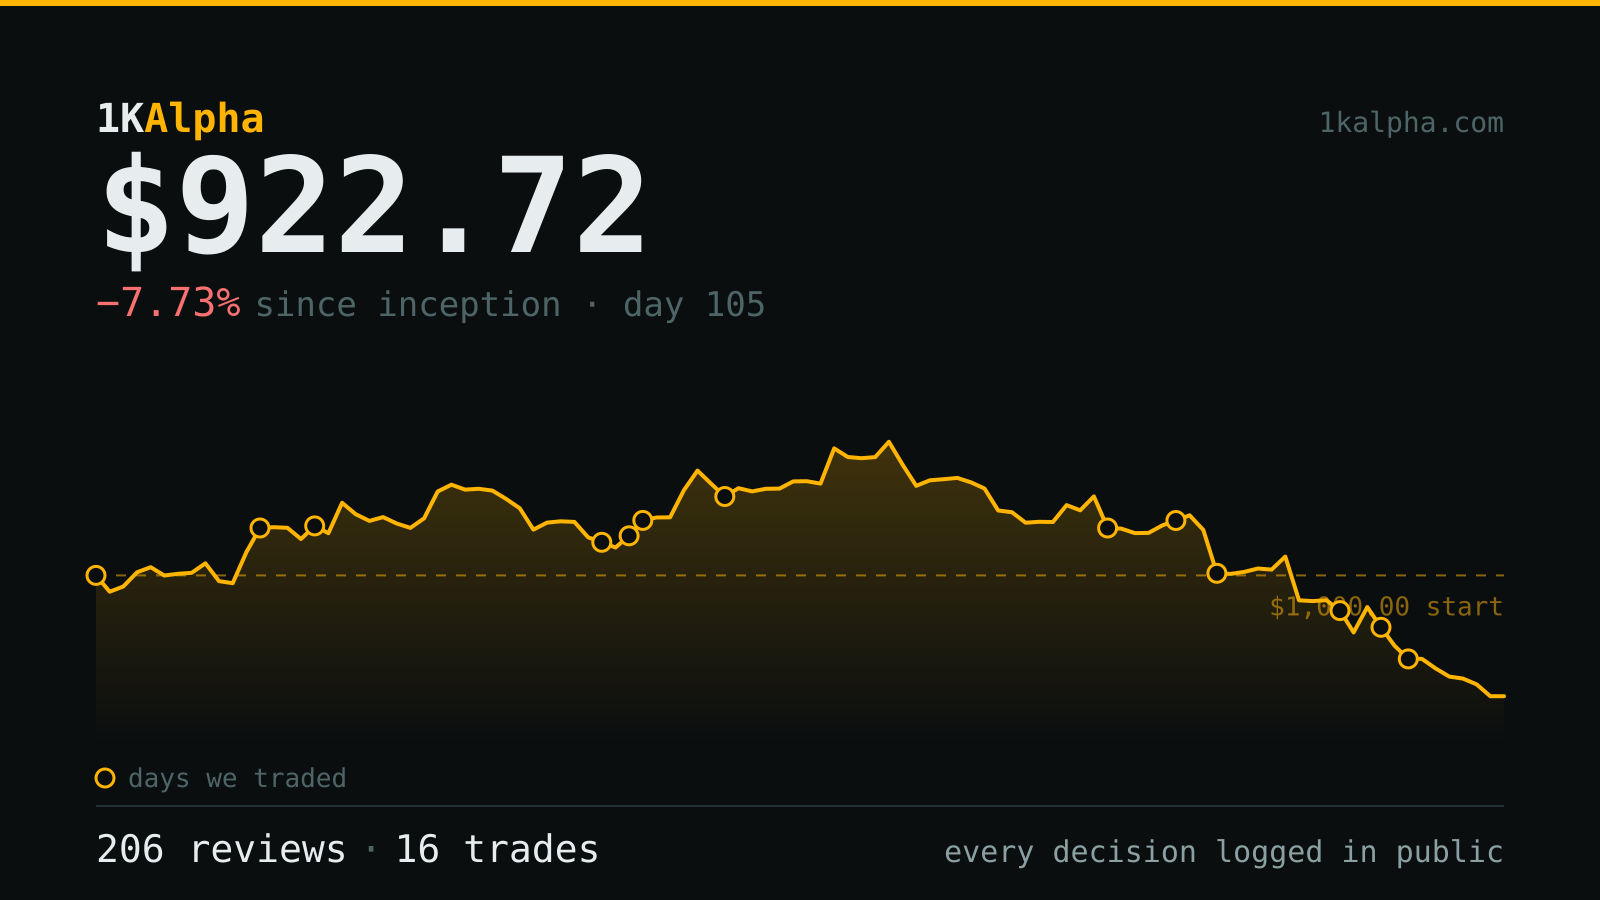 1KAlpha
1kalpha.com
$922.72
−7.73% since inception · day 105
$1,000.00 start
days we traded
206 reviews · 16 trades
every decision logged in public